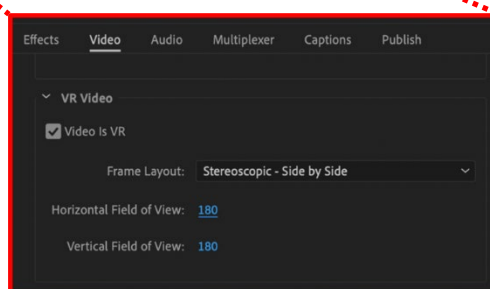 Effects Video Audio Multiplexer Captions Publish
VR Video
Video Is VR
Frame Layout: Stereoscopic - Side by Side
Horizontal Field of View: 180
Vertical Field of View: 180